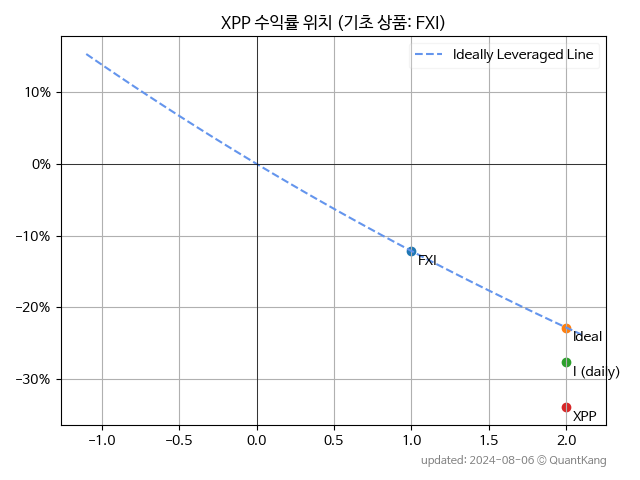 XPP 수익률 위치 (기초 상품: FXI)
Ideally Leveraged Line
10%
0%
−10%
−20%
−30%
FXI
Ideal
I (daily)
XPP
−1.0 −0.5 0.0 0.5 1.0 1.5 2.0
updated: 2024-08-06 © QuantKang